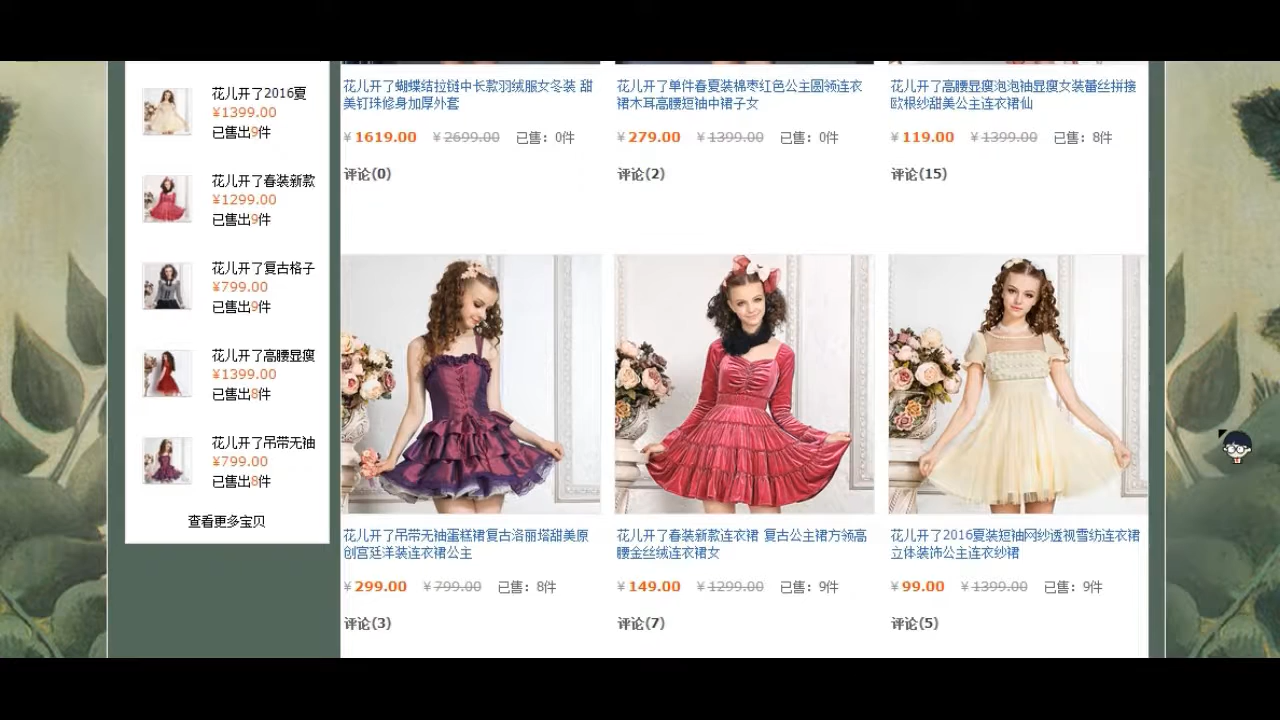 花儿开了2016夏
¥1399.00
已售出9件
花儿开了春装新款
¥1299.00
已售出9件
花儿开了复古格子
¥799.00
已售出9件
花儿开了高腰显瘦
¥1399.00
已售出8件
花儿开了吊带无袖
¥799.00
已售出8件
查看更多宝贝
花儿开了蝴蝶结拉链中长款羽绒服女冬装 甜
美钉珠修身加厚外套
¥1619.00 ¥2699.00 已售：0件
评论(0)
花儿开了单件春夏装棉枣红色公主圆领连衣
裙木耳高腰短袖中裙子女
¥279.00 ¥1399.00 已售：0件
评论(2)
花儿开了高腰显瘦泡泡袖显瘦女装蕾丝拼接
欧根纱甜美公主连衣裙仙
¥119.00 ¥1399.00 已售：8件
评论(15)
花儿开了吊带无袖蛋糕裙复古洛丽塔甜美原
创宫廷洋装连衣裙公主
¥299.00 ¥799.00 已售：8件
评论(3)
花儿开了春装新款连衣裙 复古公主裙方领高
腰金丝绒连衣裙女
¥149.00 ¥1299.00 已售：9件
评论(7)
花儿开了2016夏装短袖网纱透视雪纺连衣裙
立体装饰公主连衣纱裙
¥99.00 ¥1399.00 已售：9件
评论(5)